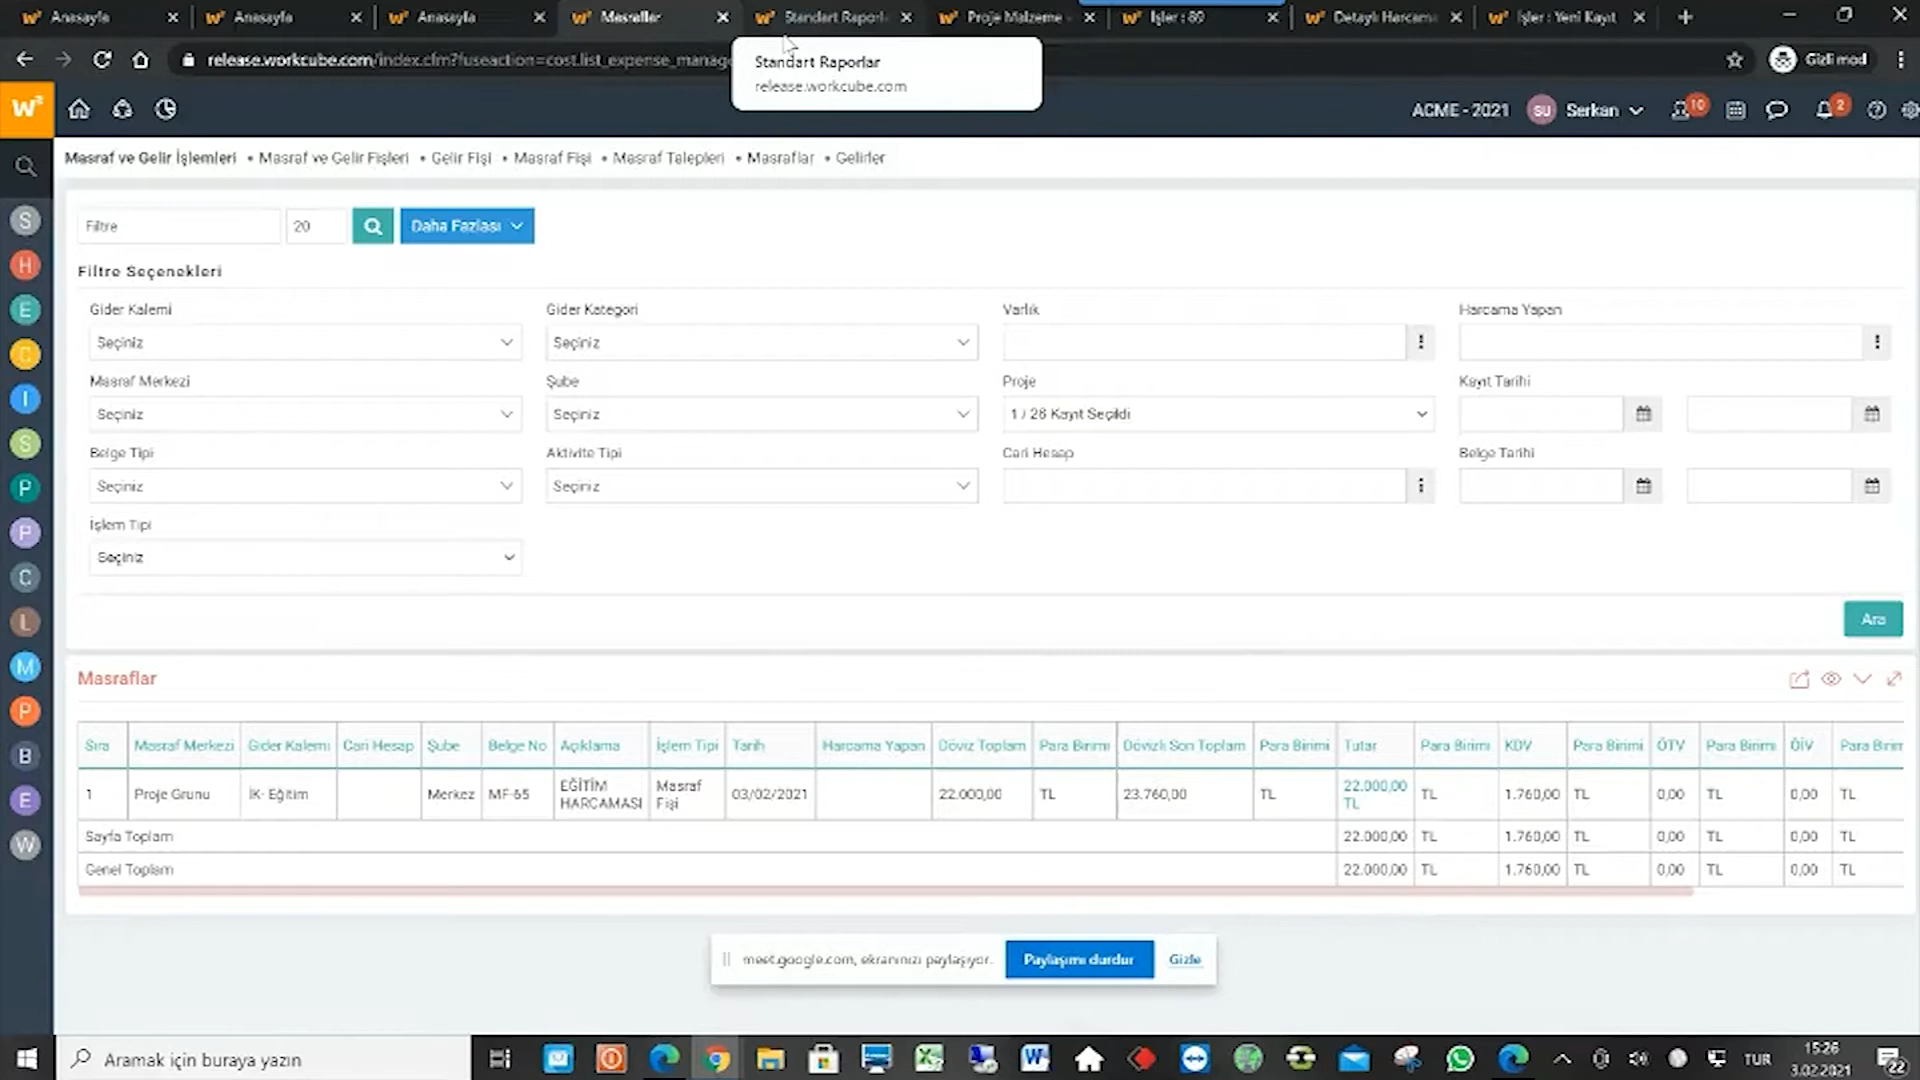 Anasayfa
Anasayfa
Anasayfa
Masraflar
Standart Raporl
Proje Malzeme
İşler : 89
Detaylı Harcam
İşler : Yeni Kayıt
release.workcube.com/index.cfm?fuseaction=cost.list_expense_manag
Gizli mod
Standart Raporlar
release.workcube.com
W³
ACME - 2021
SU
Serkan
10
2
Masraf ve Gelir İşlemleri • Masraf ve Gelir Fişleri • Gelir Fişi • Masraf Fişi • Masraf Talepleri • Masraflar • Gelirler
S
H
E
C
I
S
P
P
C
L
M
P
B
E
W
Filtre
20
Daha Fazlası
Filtre Seçenekleri
Gider Kalemi
Gider Kategori
Varlık
Harcama Yapan
Seçiniz
Seçiniz
Masraf Merkezi
Şube
Proje
Kayıt Tarihi
Seçiniz
Seçiniz
1 / 26 Kayıt Seçildi
Belge Tipi
Aktivite Tipi
Cari Hesap
Belge Tarihi
Seçiniz
Seçiniz
İşlem Tipi
Seçiniz
Ara
Masraflar
Sıra Masraf Merkezi Gider Kalemi Cari Hesap Şube Belge No Açıklama İşlem Tipi Tarih Harcama Yapan Döviz Toplam Para Birimi Dövizli Son Toplam Para Birimi Tutar Para Birimi KDV Para Birimi ÖTV Para Birimi ÖİV Para Birim
1 Proje Grunu İK- Eğitim Merkez MF-65 EĞİTİM HARCAMASI Masraf Fişi 03/02/2021 22.000,00 TL 23.760,00 TL 22.000,00 TL TL 1.760,00 TL 0,00 TL 0,00 TL
Sayfa Toplam 22.000,00 TL 1.760,00 TL 0,00 TL 0,00 TL
Genel Toplam 22.000,00 TL 1.760,00 TL 0,00 TL 0,00 TL
meet.google.com, ekranınızı paylaşıyor.
Paylaşımı durdur
Gizle
Aramak için buraya yazın
TUR
15:26
3.02.2021
22